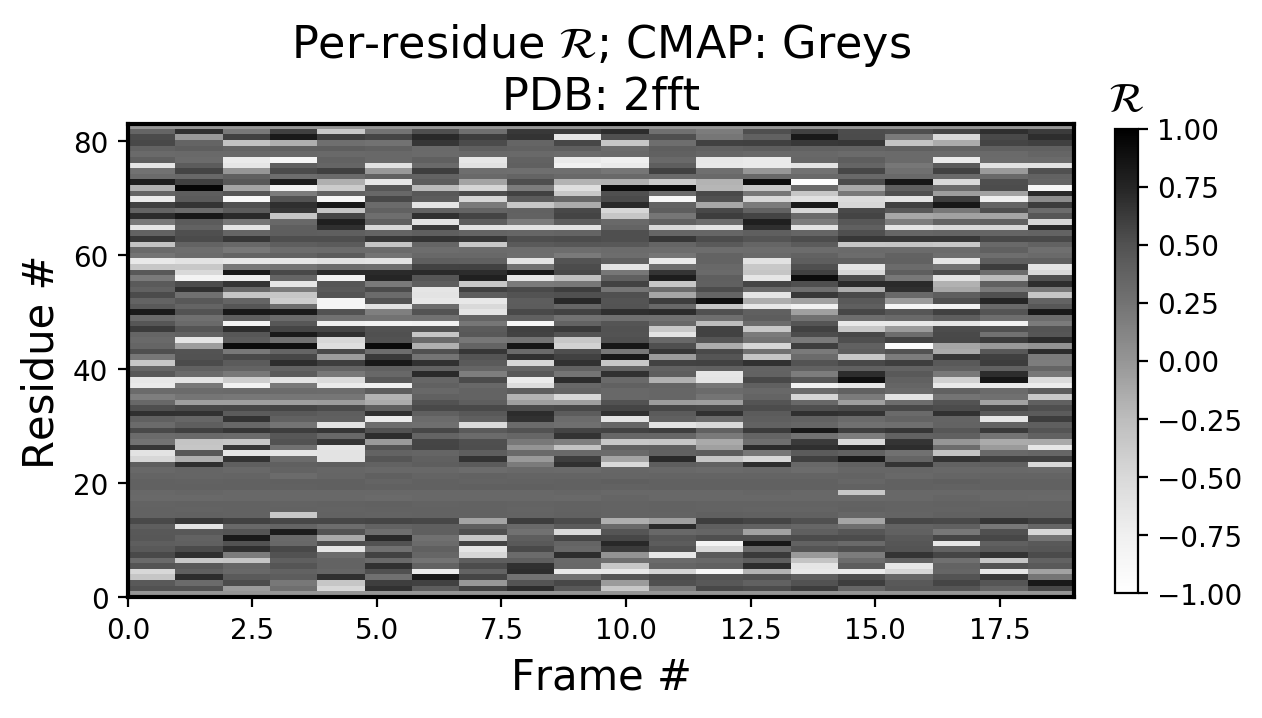 Per-residue ℛ; CMAP: Greys
PDB: 2fft
ℛ
1.00
0.75
0.50
0.25
0.00
−0.25
−0.50
−0.75
−1.00
Residue #
80
60
40
20
0
0.0 2.5 5.0 7.5 10.0 12.5 15.0 17.5
Frame #